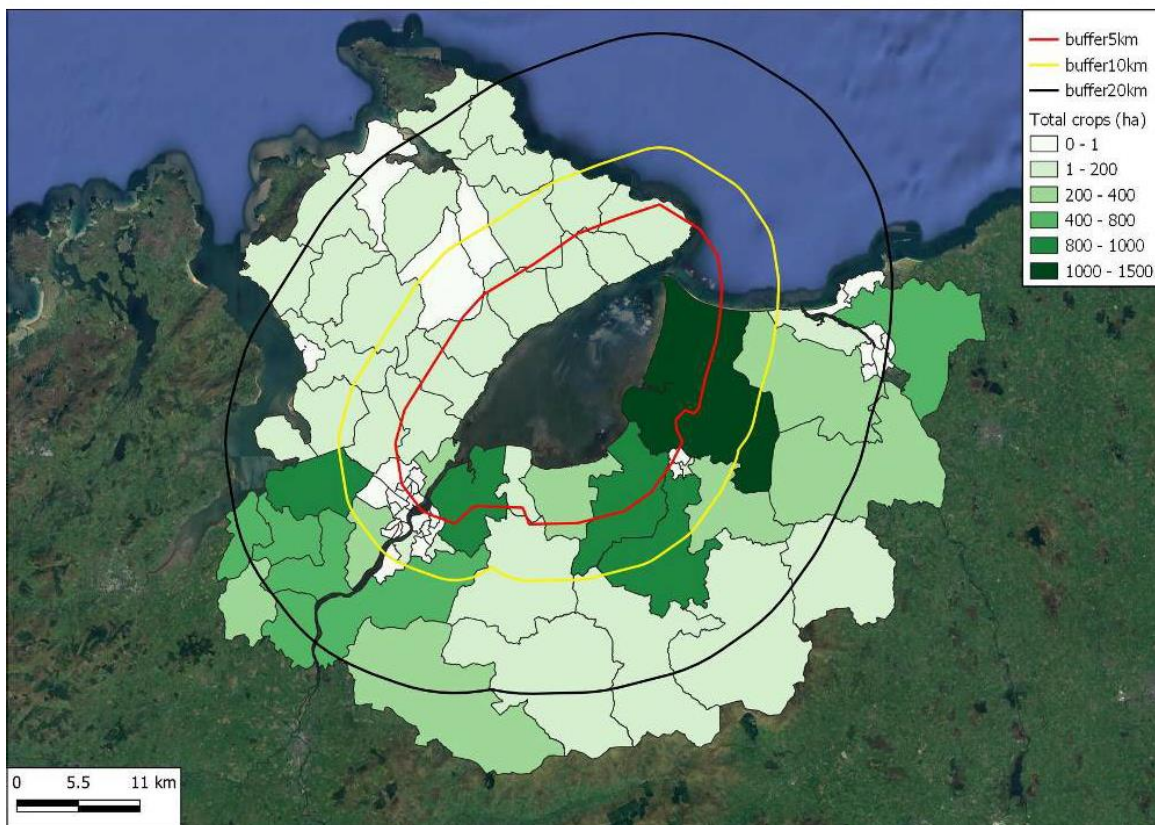 buffer5km
buffer10km
buffer20km
Total crops (ha)
0 - 1
1 - 200
200 - 400
400 - 800
800 - 1000
1000 - 1500
0 5.5 11 km